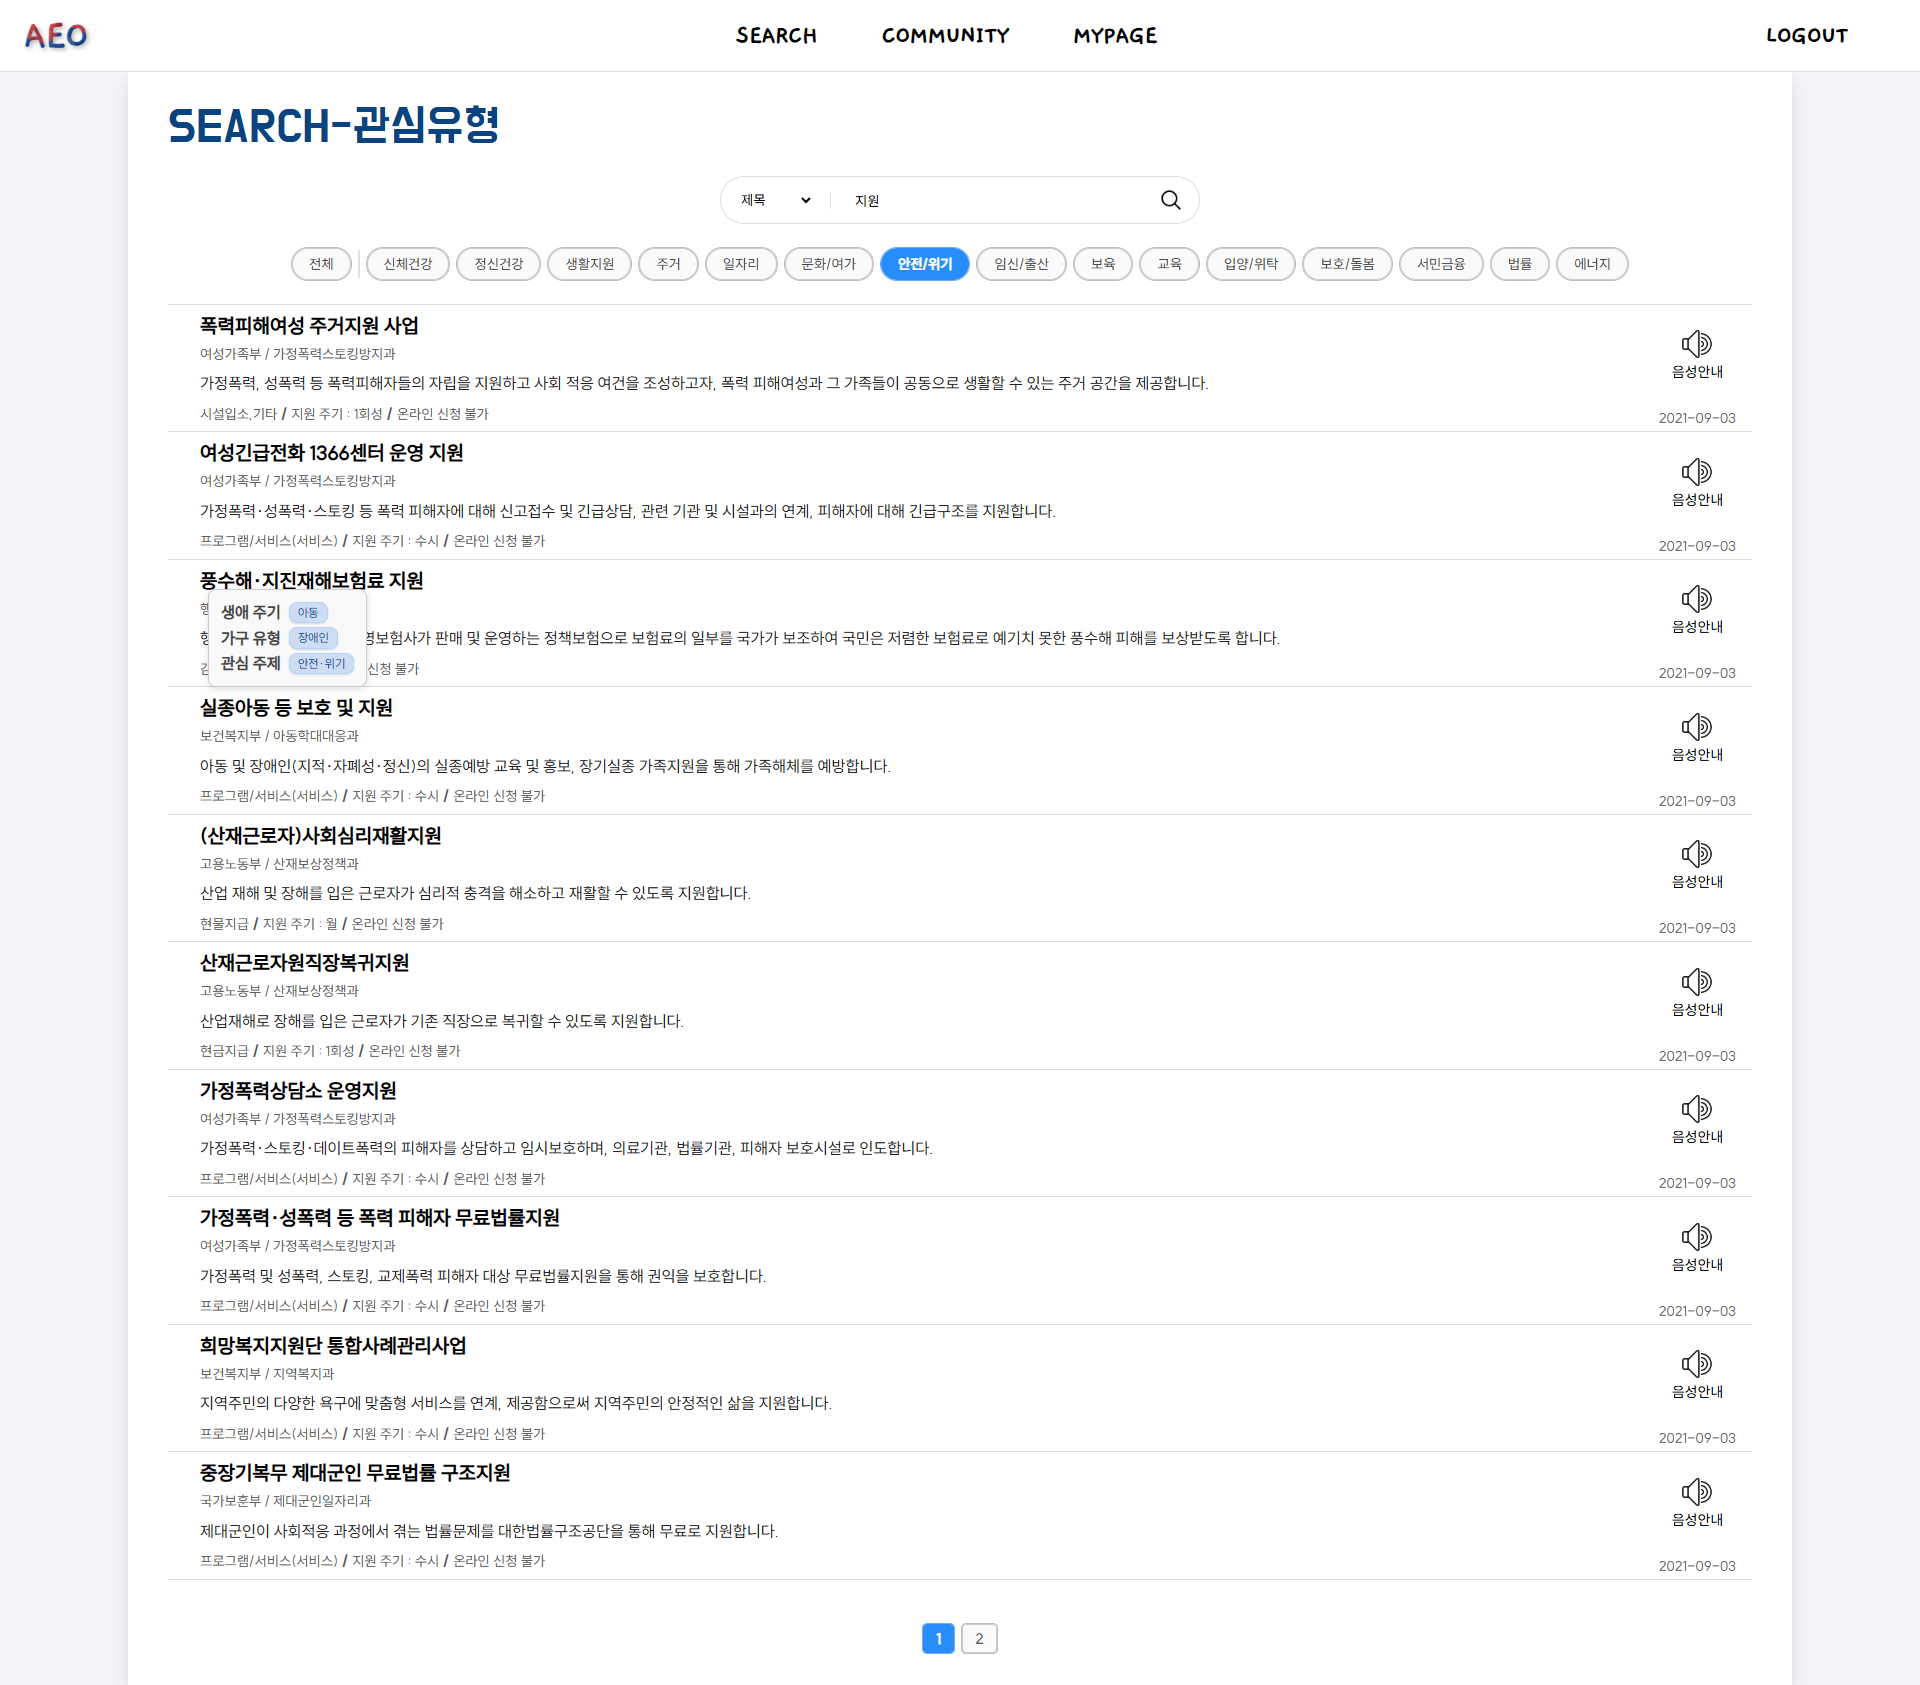 AEO
SEARCH
COMMUNITY
MYPAGE
LOGOUT
SEARCH-관심유형
제목
지원
전체
신체건강
정신건강
생활지원
주거
일자리
문화/여가
안전/위기
임신/출산
보육
교육
입양/위탁
보호/돌봄
서민금융
법률
에너지
폭력피해여성 주거지원 사업
여성가족부 / 가정폭력스토킹방지과
가정폭력, 성폭력 등 폭력피해자들의 자립을 지원하고 사회 적응 여건을 조성하고자, 폭력 피해여성과 그 가족들이 공동으로 생활할 수 있는 주거 공간을 제공합니다.
시설입소,기타 / 지원 주기 : 1회성 / 온라인 신청 불가
음성안내
2021-09-03
여성긴급전화 1366센터 운영 지원
여성가족부 / 가정폭력스토킹방지과
가정폭력·성폭력·스토킹 등 폭력 피해자에 대해 신고접수 및 긴급상담, 관련 기관 및 시설과의 연계, 피해자에 대해 긴급구조를 지원합니다.
프로그램/서비스(서비스) / 지원 주기 : 수시 / 온라인 신청 불가
음성안내
2021-09-03
풍수해·지진재해보험료 지원
생애 주기 아동
가구 유형 장애인
관심 주제 안전·위기
영보험사가 판매 및 운영하는 정책보험으로 보험료의 일부를 국가가 보조하여 국민은 저렴한 보험료로 예기치 못한 풍수해 피해를 보상받도록 합니다.
신청 불가
음성안내
2021-09-03
실종아동 등 보호 및 지원
보건복지부 / 아동학대대응과
아동 및 장애인(지적·자폐성·정신)의 실종예방 교육 및 홍보, 장기실종 가족지원을 통해 가족해체를 예방합니다.
프로그램/서비스(서비스) / 지원 주기 : 수시 / 온라인 신청 불가
음성안내
2021-09-03
(산재근로자)사회심리재활지원
고용노동부 / 산재보상정책과
산업 재해 및 장해를 입은 근로자가 심리적 충격을 해소하고 재활할 수 있도록 지원합니다.
현물지급 / 지원 주기 : 월 / 온라인 신청 불가
음성안내
2021-09-03
산재근로자원직장복귀지원
고용노동부 / 산재보상정책과
산업재해로 장해를 입은 근로자가 기존 직장으로 복귀할 수 있도록 지원합니다.
현금지급 / 지원 주기 : 1회성 / 온라인 신청 불가
음성안내
2021-09-03
가정폭력상담소 운영지원
여성가족부 / 가정폭력스토킹방지과
가정폭력·스토킹·데이트폭력의 피해자를 상담하고 임시보호하며, 의료기관, 법률기관, 피해자 보호시설로 인도합니다.
프로그램/서비스(서비스) / 지원 주기 : 수시 / 온라인 신청 불가
음성안내
2021-09-03
가정폭력·성폭력 등 폭력 피해자 무료법률지원
여성가족부 / 가정폭력스토킹방지과
가정폭력 및 성폭력, 스토킹, 교제폭력 피해자 대상 무료법률지원을 통해 권익을 보호합니다.
프로그램/서비스(서비스) / 지원 주기 : 수시 / 온라인 신청 불가
음성안내
2021-09-03
희망복지지원단 통합사례관리사업
보건복지부 / 지역복지과
지역주민의 다양한 욕구에 맞춤형 서비스를 연계, 제공함으로써 지역주민의 안정적인 삶을 지원합니다.
프로그램/서비스(서비스) / 지원 주기 : 수시 / 온라인 신청 불가
음성안내
2021-09-03
중장기복무 제대군인 무료법률 구조지원
국가보훈부 / 제대군인일자리과
제대군인이 사회적응 과정에서 겪는 법률문제를 대한법률구조공단을 통해 무료로 지원합니다.
프로그램/서비스(서비스) / 지원 주기 : 수시 / 온라인 신청 불가
음성안내
2021-09-03
1
2